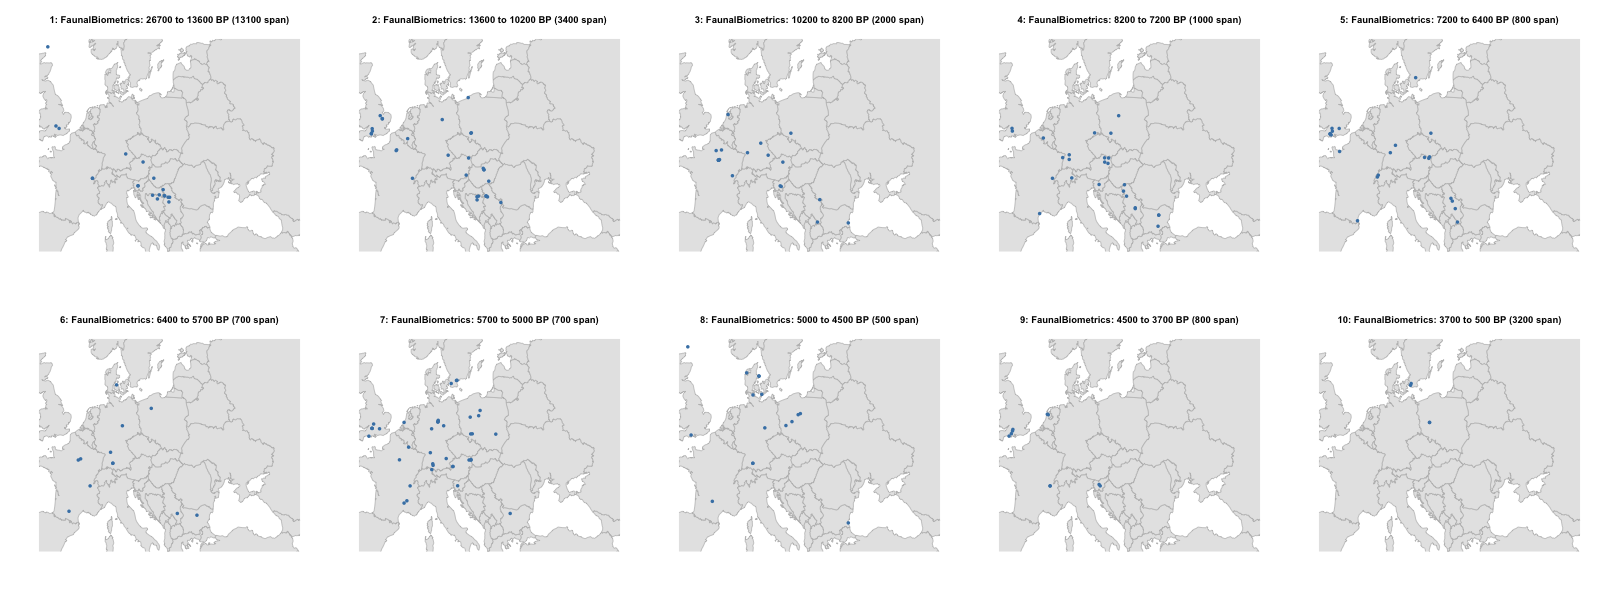 1: FaunalBiometrics: 26700 to 13600 BP (13100 span)
2: FaunalBiometrics: 13600 to 10200 BP (3400 span)
3: FaunalBiometrics: 10200 to 8200 BP (2000 span)
4: FaunalBiometrics: 8200 to 7200 BP (1000 span)
5: FaunalBiometrics: 7200 to 6400 BP (800 span)
6: FaunalBiometrics: 6400 to 5700 BP (700 span)
7: FaunalBiometrics: 5700 to 5000 BP (700 span)
8: FaunalBiometrics: 5000 to 4500 BP (500 span)
9: FaunalBiometrics: 4500 to 3700 BP (800 span)
10: FaunalBiometrics: 3700 to 500 BP (3200 span)